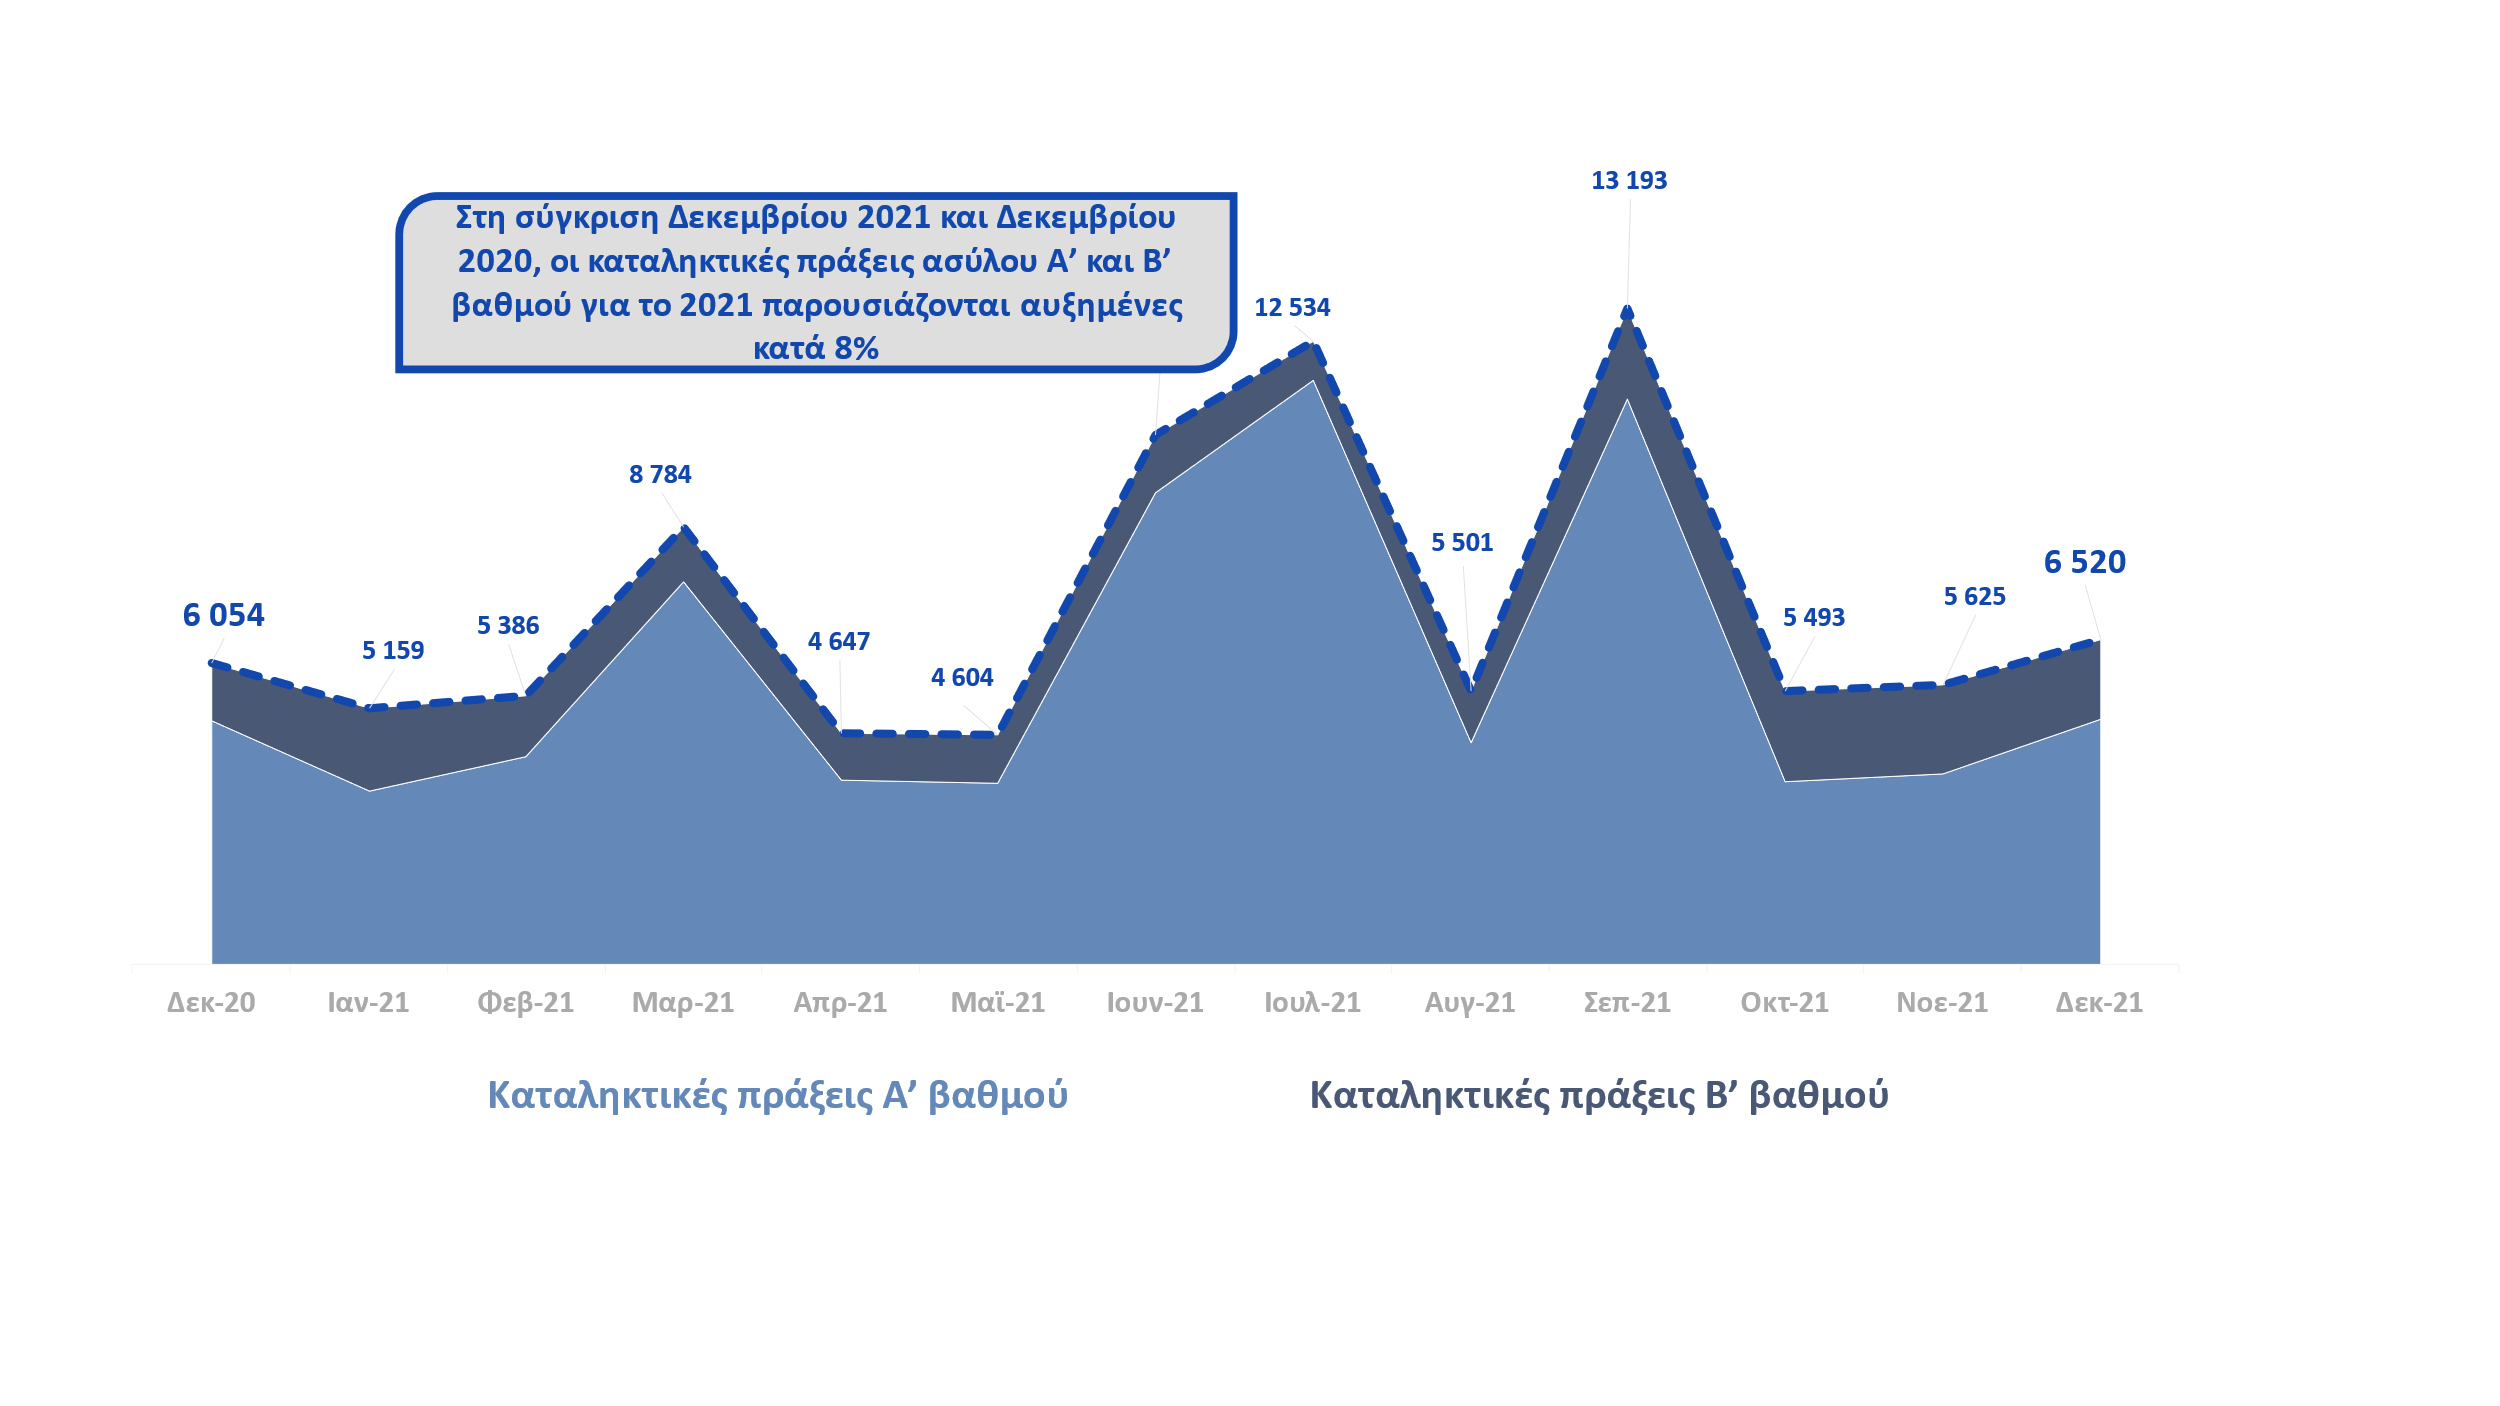 13 193
Στη σύγκριση Δεκεμβρίου 2021 και Δεκεμβρίου
2020, οι καταληκτικές πράξεις ασύλου Α’ και Β’
βαθμού για το 2021 παρουσιάζονται αυξημένες
κατά 8%
12 534
8 784
5 501
6 520
5 625
6 054
5 493
5 386
4 647
5 159
4 604
Δεκ-20
Ιαν-21
Φεβ-21
Μαρ-21
Απρ-21
Μαϊ-21
Ιουν-21
Ιουλ-21
Αυγ-21
Σεπ-21
Οκτ-21
Νοε-21
Δεκ-21
Καταληκτικές πράξεις Α’ βαθμού
Καταληκτικές πράξεις Β’ βαθμού